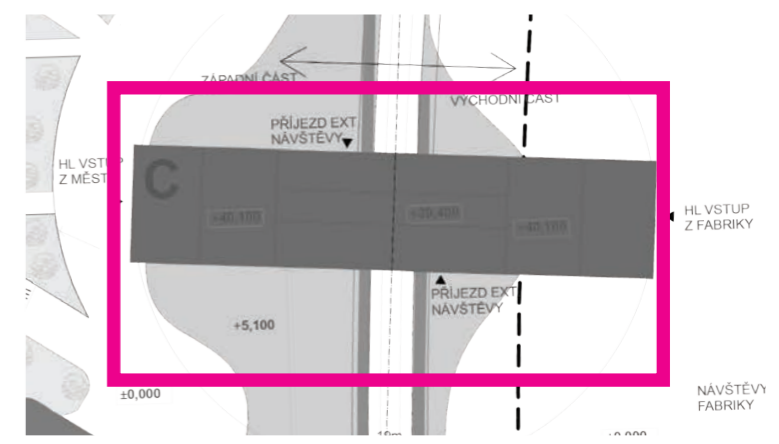 ZÁPADNÍ ČÁST
VÝCHODNÍ ČÁST
PŘÍJEZD EXT.
NÁVŠTĚVY
HL VSTUP
Z MĚST
C
+40,100
+39,400
+40,100
HL VSTUP
Z FABRIKY
PŘÍJEZD EXT
NÁVŠTĚVY
+5,100
±0,000
NÁVŠTĚVY
FABRIKY